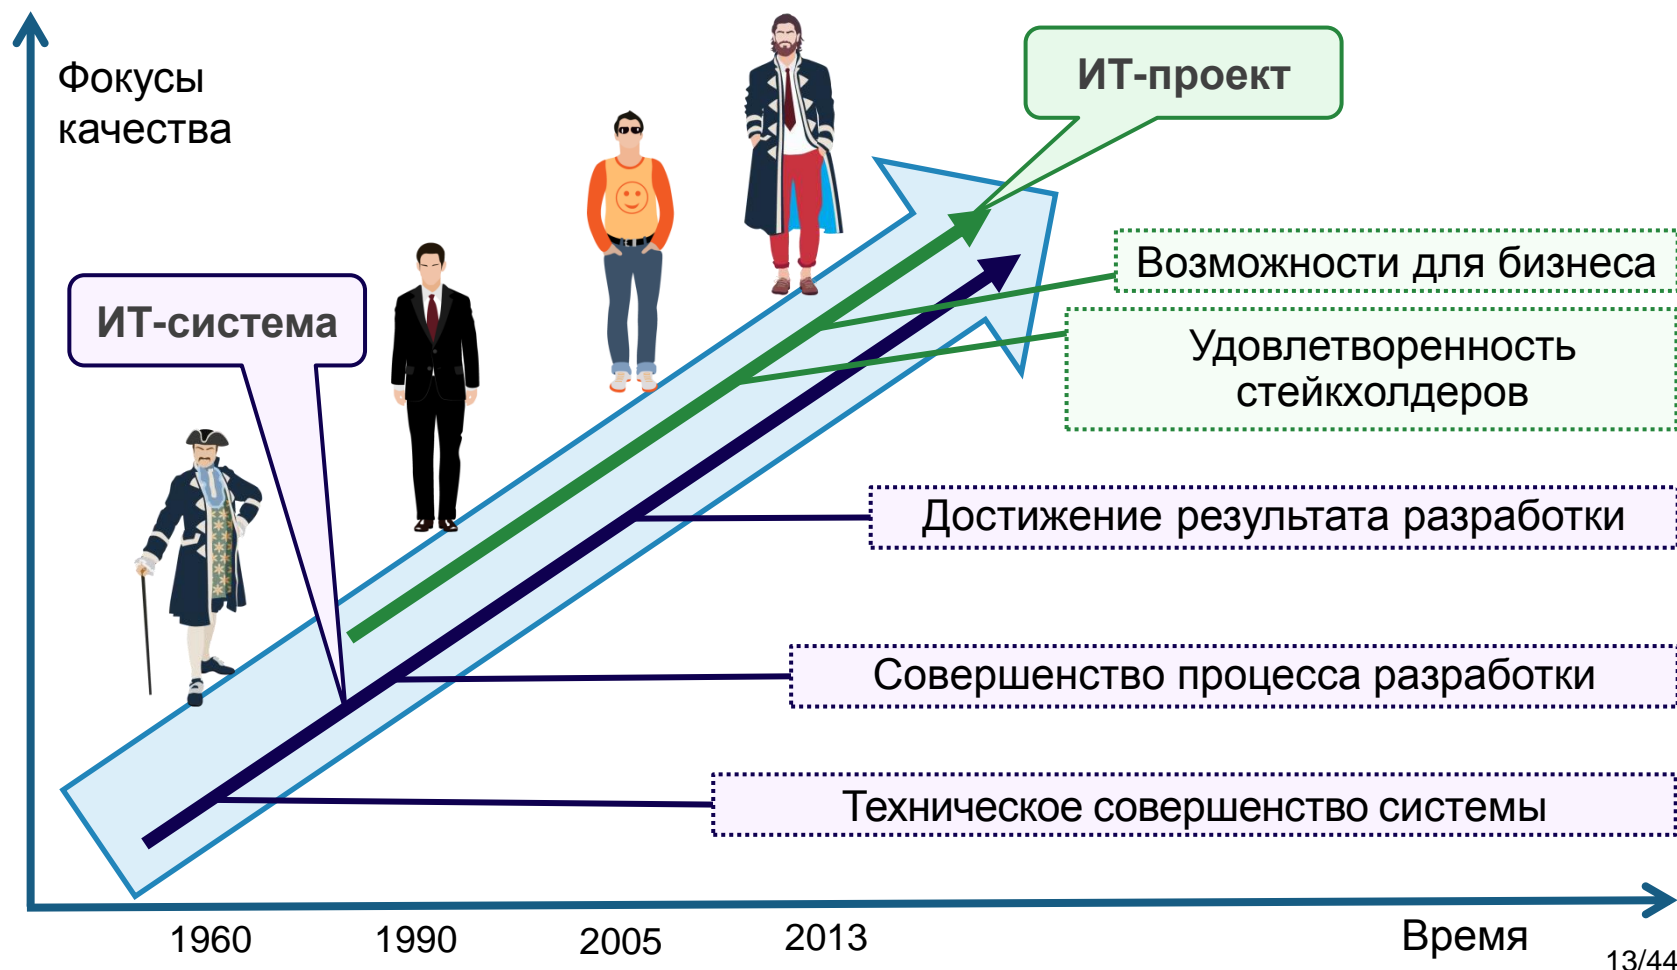 Фокусы
качества
ИТ-проект
ИТ-система
Возможности для бизнеса
Удовлетворенность
стейкхолдеров
Достижение результата разработки
Совершенство процесса разработки
Техническое совершенство системы
1960
1990
2005
2013
Время
13/44